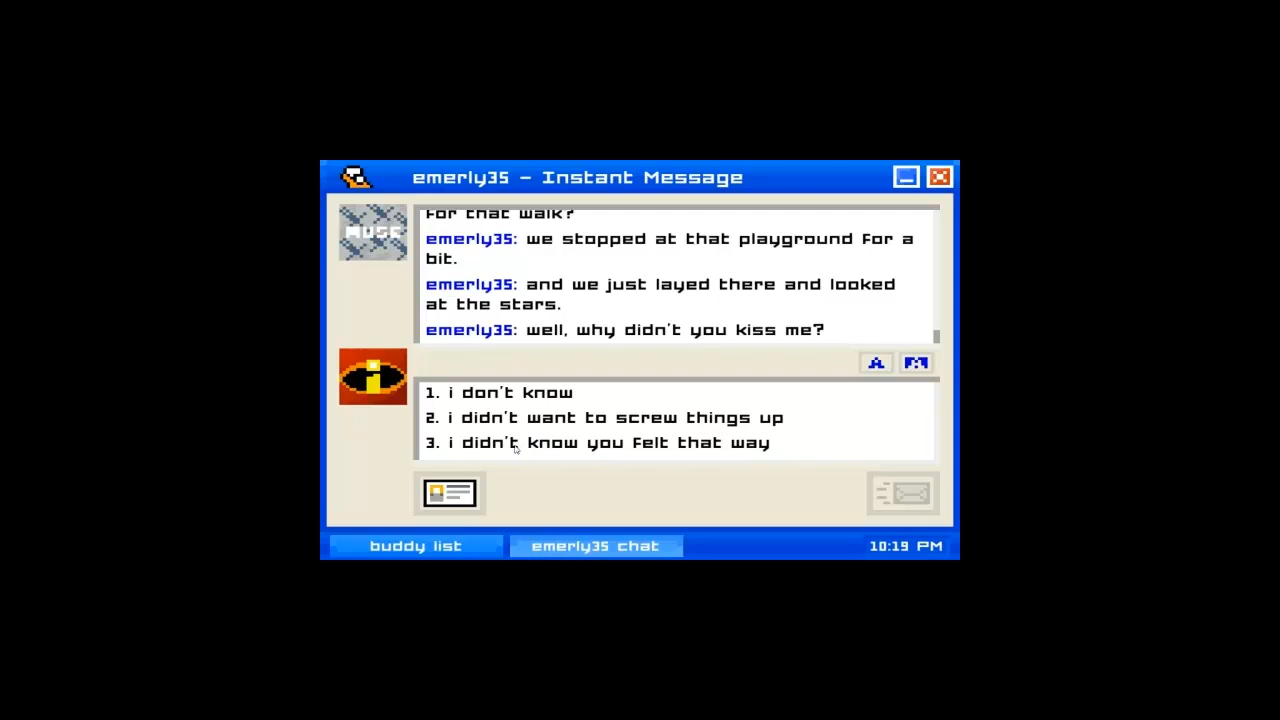 emerly35 - Instant Message
for that walk?
MUSE
emerly35: we stopped at that playground for a
bit.
emerly35: and we just layed there and looked
at the stars.
emerly35: well, why didn't you kiss me?
A
1. i don't know
2. i didn't want to screw things up
3. i didn't know you felt that way
buddy list
emerly35 chat
10:19 PM